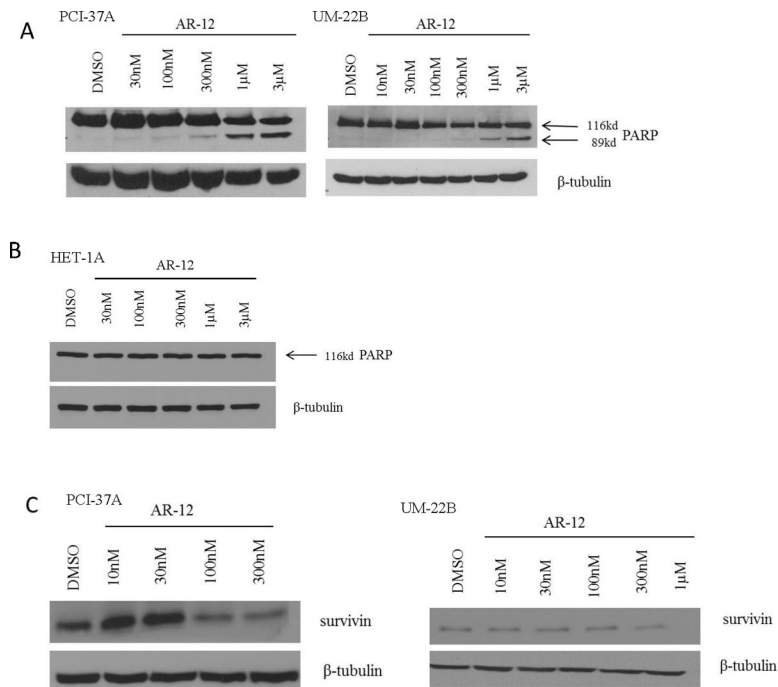 A
PCI-37A
AR-12
DMSO
30nM
100nM
300nM
1µM
3µM
UM-22B
AR-12
DMSO
10nM
30nM
100nM
300nM
1µM
3µM
116kd
89kd
PARP
β-tubulin
B
HET-1A
AR-12
DMSO
30nM
100nM
300nM
1µM
3µM
116kd PARP
β-tubulin
C
PCI-37A
AR-12
DMSO
10nM
30nM
100nM
300nM
survivin
β-tubulin
UM-22B
AR-12
DMSO
10nM
30nM
100nM
300nM
1µM
survivin
β-tubulin